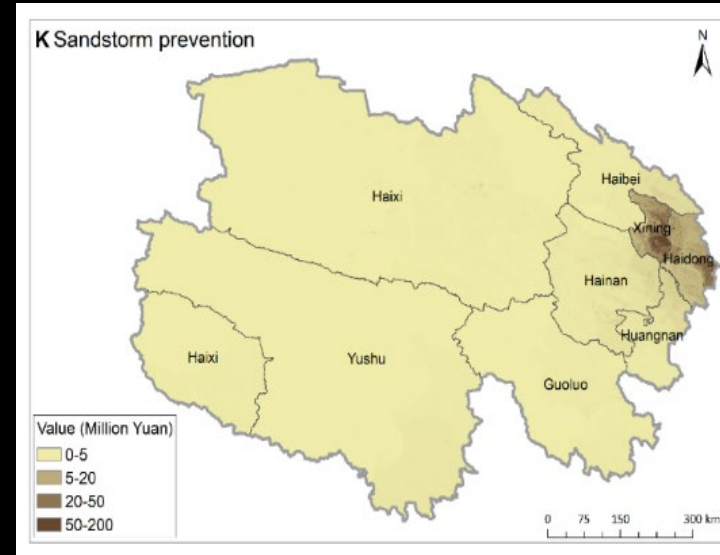 K Sandstorm prevention
N
Haixi
Haibei
Xining
Haidong
Hainan
Huangnan
Haixi
Yushu
Guoluo
Value (Million Yuan)
0-5
5-20
20-50
50-200
0 75 150 300 km